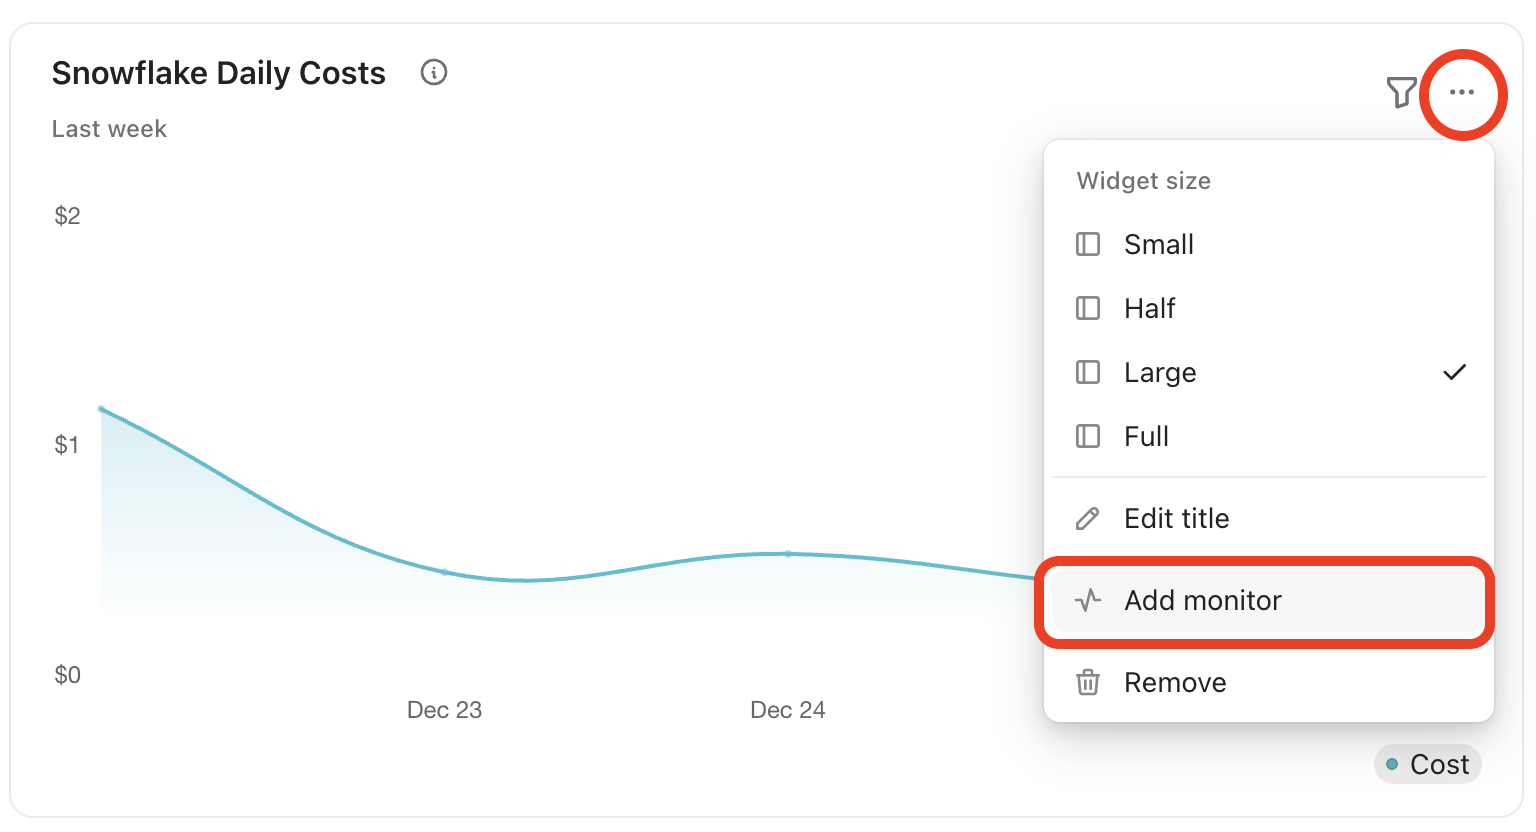 Snowflake Daily Costs
Last week
$2
$1
$0
Dec 23
Dec 24
Widget size
Small
Half
Large
Full
Edit title
Add monitor
Remove
Cost